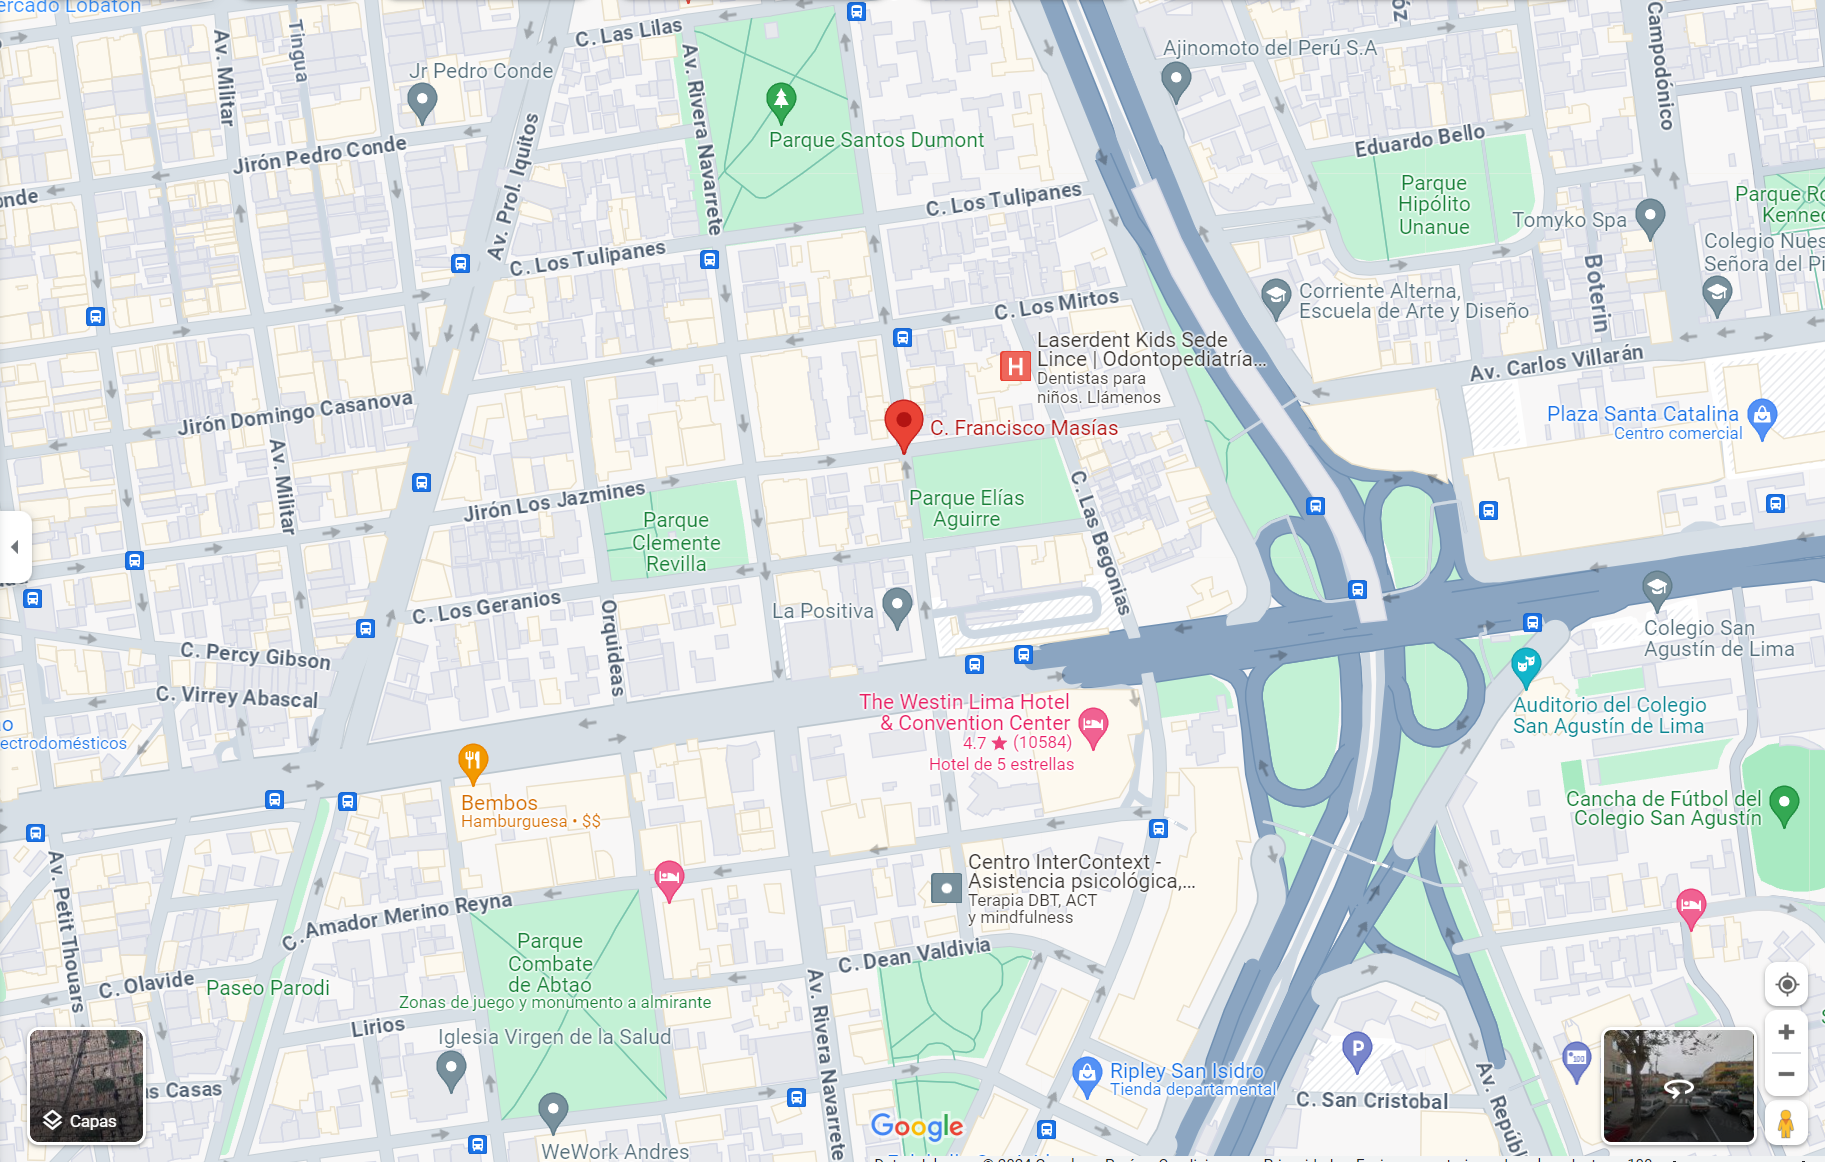 ercado Lobatón
Av. Militar
Tingua
C. Las Lilas
Jr Pedro Conde
Jirón Pedro Conde
onde
Av. Prol. Iquitos
Av. Rivera Navarrete
Parque Santos Dumont
C. Los Tulipanes
C. Los Tulipanes
Ajinomoto del Perú S.A
Campodónico
Eduardo Bello
Parque
Hipólito
Unanue
Tomyko Spa
Parque Ro
Kenned
Colegio Nues
Señora del Pi
Boterin
Corriente Alterna,
Escuela de Arte y Diseño
Av. Carlos Villarán
C. Los Mirtos
Laserdent Kids Sede
Lince | Odontopediatría...
Dentistas para
niños. Llámenos
C. Francisco Masías
Jirón Domingo Casanova
Av. Militar
Jirón Los Jazmines
Parque
Clemente
Revilla
Parque Elías
Aguirre
C. Las Begonias
Plaza Santa Catalina
Centro comercial
C. Los Geranios
Orquideas
La Positiva
C. Percy Gibson
C. Virrey Abascal
ectrodomésticos
Colegio San
Agustín de Lima
Auditorio del Colegio
San Agustín de Lima
The Westin Lima Hotel
& Convention Center
4.7 ★ (10584)
Hotel de 5 estrellas
Bembos
Hamburguesa • $$
Cancha de Fútbol del
Colegio San Agustín
Av. Petit Thouars
C. Amador Merino Reyna
Centro InterContext -
Asistencia psicológica,...
Terapia DBT, ACT
y mindfulness
C. Olavide
Paseo Parodi
Parque
Combate
de Abtao
Zonas de juego y monumento a almirante
C. Dean Valdivia
Av. Rivera Navarrete
Lirios
Iglesia Virgen de la Salud
s Casas
Capas
WeWork Andres
Ripley San Isidro
Tienda departamental
P
C. San Cristobal
Av. Repúb
Google